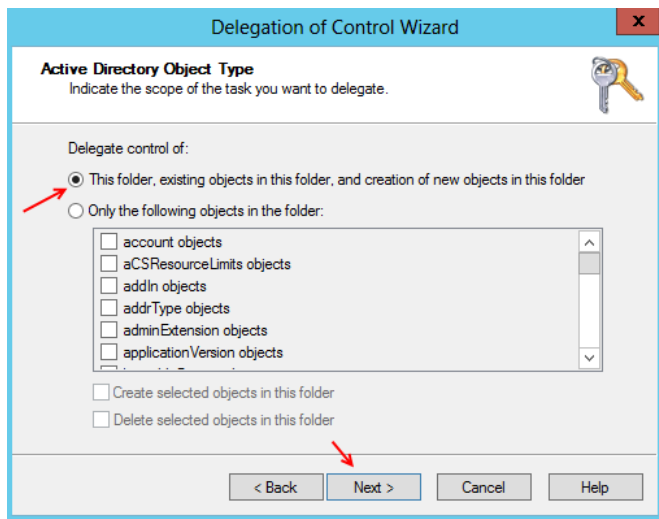 Delegation of Control Wizard
x
Active Directory Object Type
Indicate the scope of the task you want to delegate.
Delegate control of:
This folder, existing objects in this folder, and creation of new objects in this folder
Only the following objects in the folder:
account objects
aCSResourceLimits objects
addIn objects
addrType objects
adminExtension objects
applicationVersion objects
Create selected objects in this folder
Delete selected objects in this folder
< Back Next > Cancel Help